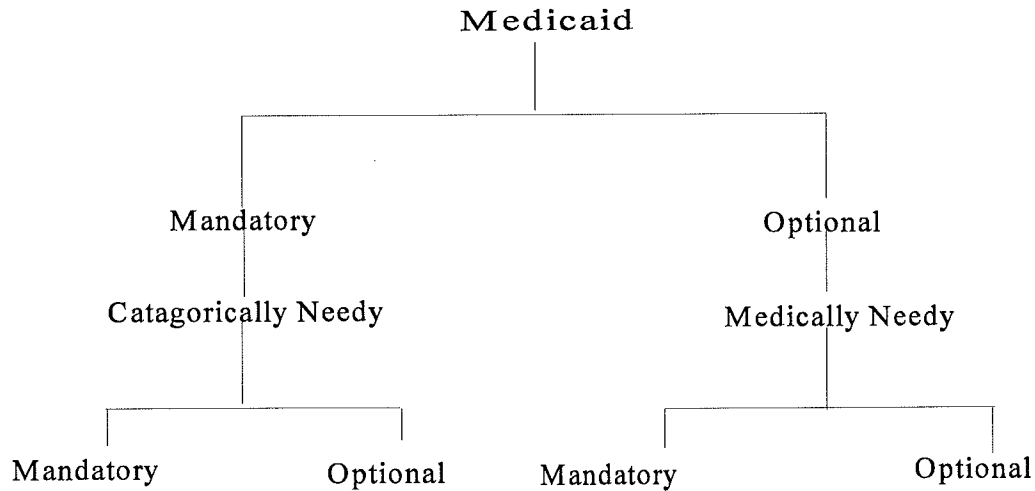 Medicaid
Mandatory
Optional
Catagorically Needy
Medically Needy
Mandatory
Optional
Mandatory
Optional